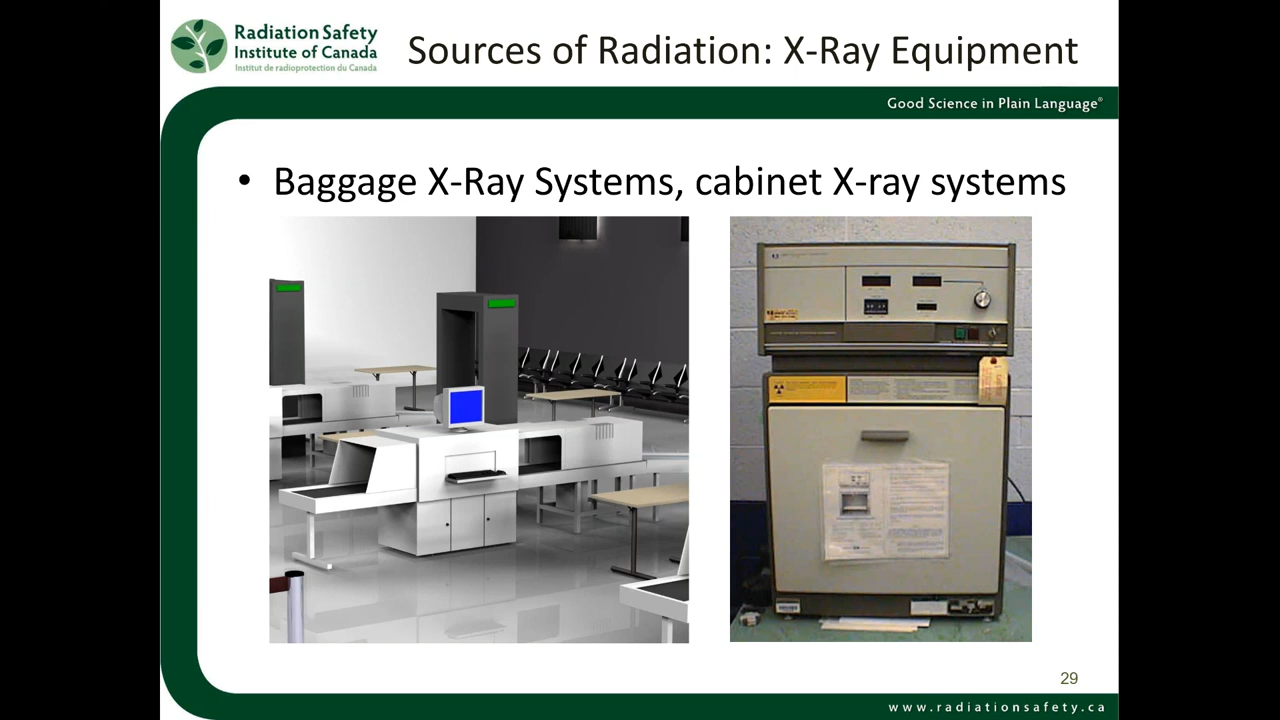 Radiation Safety
Institute of Canada
Institut de radioprotection du Canada
Sources of Radiation: X-Ray Equipment
Good Science in Plain Language®
• Baggage X-Ray Systems, cabinet X-ray systems
29
www.radiationsafety.ca